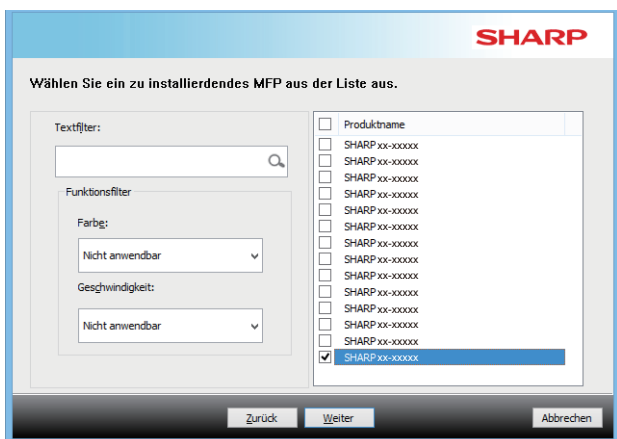 SHARP
Wählen Sie ein zu installierdendes MFP aus der Liste aus.
Textfilter:
Funktionsfilter
Farbe:
Nicht anwendbar
Geschwindigkeit:
Nicht anwendbar
Produktname
SHARP xx-xxxxx
SHARP xx-xxxxx
SHARP xx-xxxxx
SHARP xx-xxxxx
SHARP xx-xxxxx
SHARP xx-xxxxx
SHARP xx-xxxxx
SHARP xx-xxxxx
SHARP xx-xxxxx
SHARP xx-xxxxx
SHARP xx-xxxxx
SHARP xx-xxxxx
SHARP xx-xxxxx
SHARP xx-xxxxx
Zurück
Weiter
Abbrechen